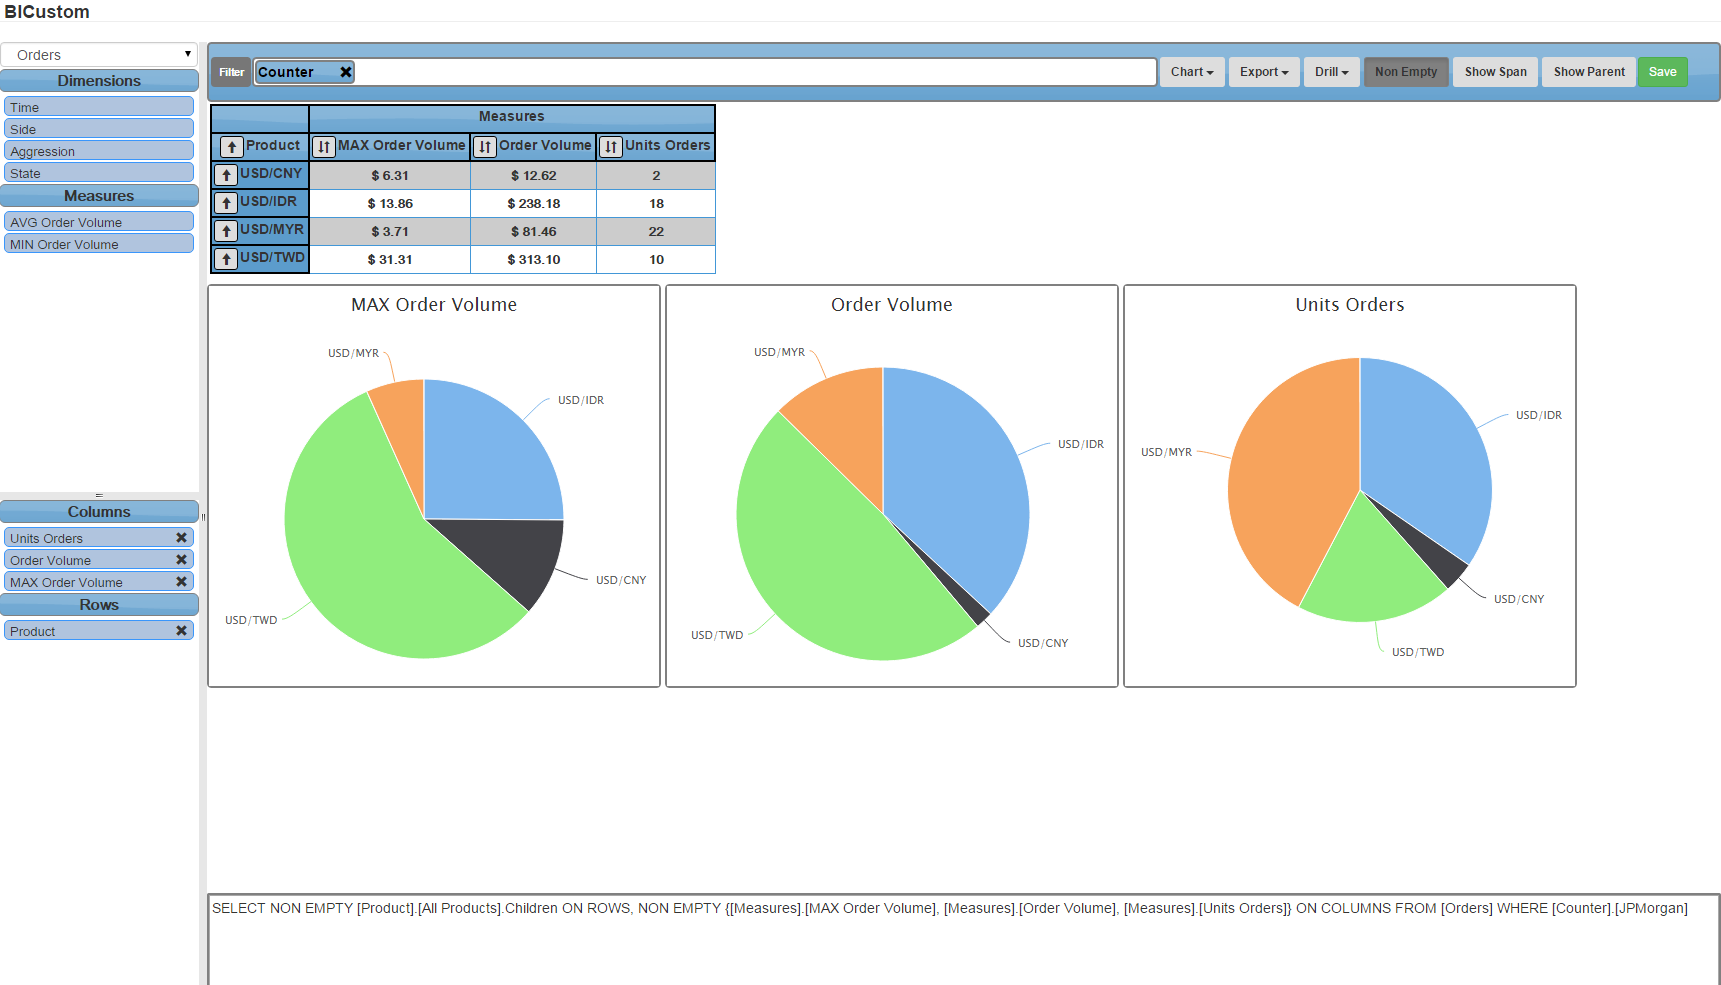 BICustom
Orders
Dimensions
Time
Side
Aggression
State
Measures
AVG Order Volume
MIN Order Volume
Columns
Units Orders
Order Volume
MAX Order Volume
Rows
Product
Filter Counter Chart Export Drill Non Empty Show Span Show Parent Save
Measures
Product MAX Order Volume Order Volume Units Orders
USD/CNY $ 6.31 $ 12.62 2
USD/IDR $ 13.86 $ 238.18 18
USD/MYR $ 3.71 $ 81.46 22
USD/TWD $ 31.31 $ 313.10 10
MAX Order Volume
USD/MYR
USD/IDR
USD/CNY
USD/TWD
Order Volume
USD/MYR
USD/IDR
USD/TWD
USD/CNY
Units Orders
USD/IDR
USD/MYR
USD/CNY
USD/TWD
SELECT NON EMPTY [Product].[All Products].Children ON ROWS, NON EMPTY {[Measures].[MAX Order Volume], [Measures].[Order Volume], [Measures].[Units Orders]} ON COLUMNS FROM [Orders] WHERE [Counter].[JPMorgan]